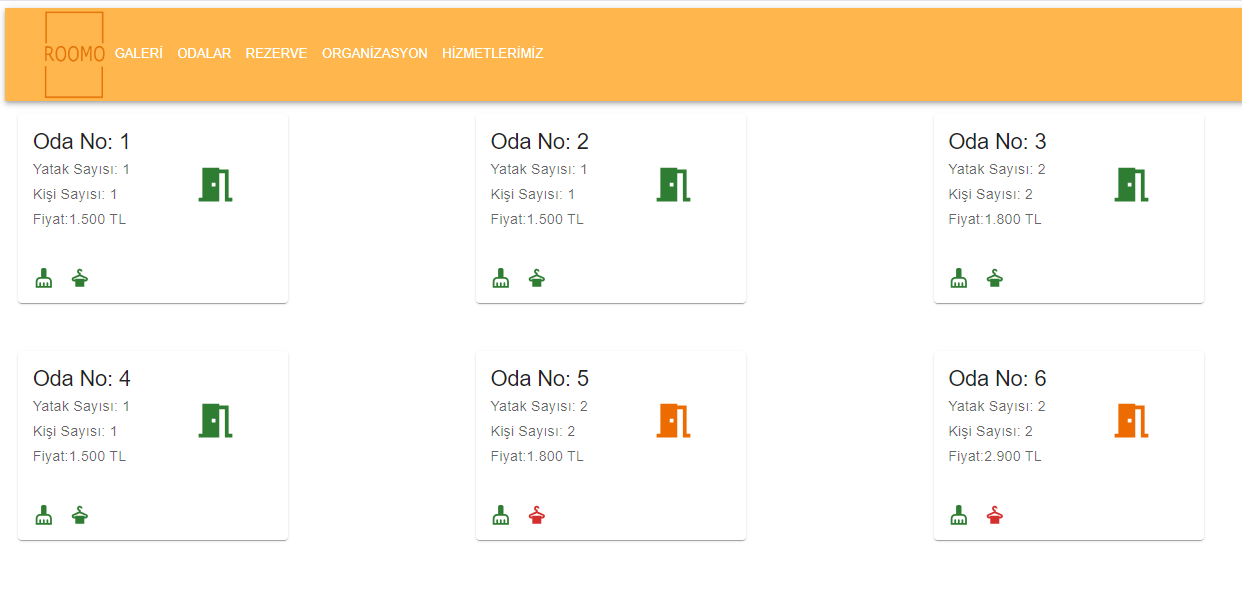 ROOMO GALERİ ODALAR REZERVE ORGANİZASYON HİZMETLERİMİZ
Oda No: 1
Yatak Sayısı: 1
Kişi Sayısı: 1
Fiyat:1.500 TL
Oda No: 2
Yatak Sayısı: 1
Kişi Sayısı: 1
Fiyat:1.500 TL
Oda No: 3
Yatak Sayısı: 2
Kişi Sayısı: 2
Fiyat:1.800 TL
Oda No: 4
Yatak Sayısı: 1
Kişi Sayısı: 1
Fiyat:1.500 TL
Oda No: 5
Yatak Sayısı: 2
Kişi Sayısı: 2
Fiyat:1.800 TL
Oda No: 6
Yatak Sayısı: 2
Kişi Sayısı: 2
Fiyat:2.900 TL